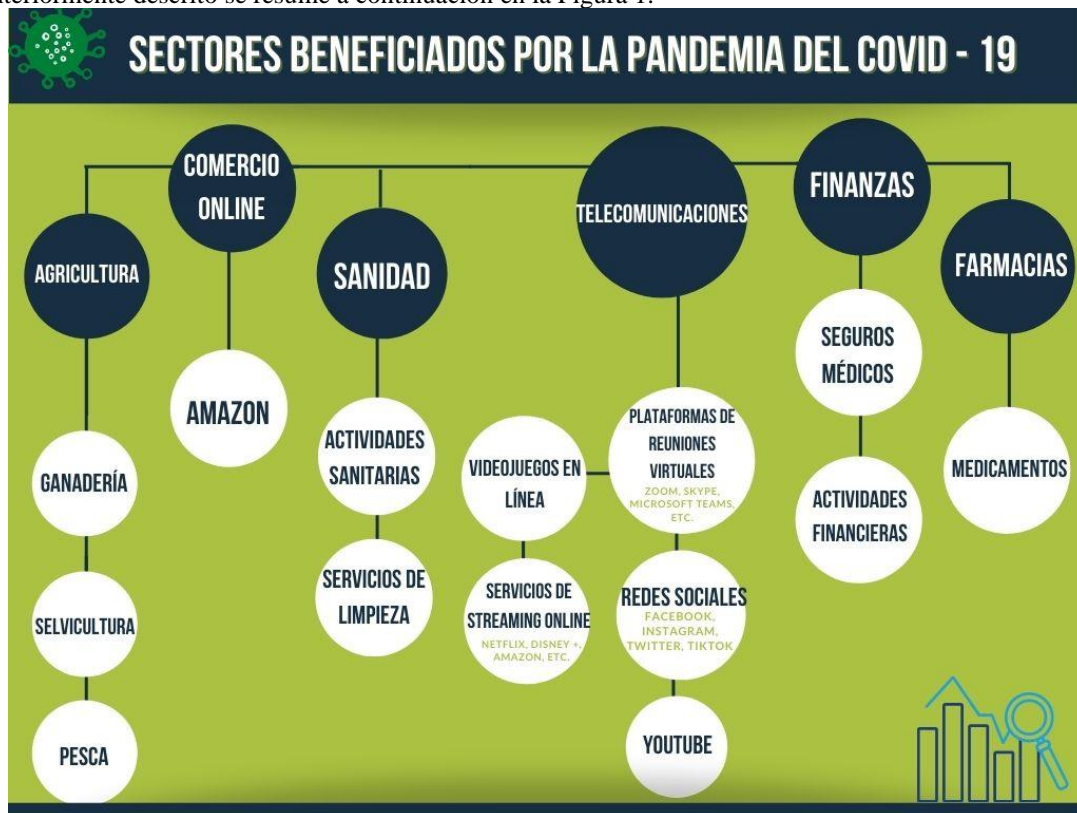 anteriormente descrito se resume a continuación en la Figura 1.
SECTORES BENEFICIADOS POR LA PANDEMIA DEL COVID - 19
AGRICULTURA
GANADERÍA
SELVICULTURA
PESCA
COMERCIO
ONLINE
AMAZON
SANIDAD
ACTIVIDADES
SANITARIAS
SERVICIOS DE
LIMPIEZA
TELECOMUNICACIONES
PLATAFORMAS DE
REUNIONES
VIRTUALES
ZOOM, SKYPE,
MICROSOFT TEAMS,
ETC.
VIDEOJUEGOS EN
LÍNEA
SERVICIOS DE
STREAMING ONLINE
NETFLIX, DISNEY +,
AMAZON, ETC.
REDES SOCIALES
FACEBOOK,
INSTAGRAM,
TWITTER, TIKTOK
YOUTUBE
FINANZAS
SEGUROS
MÉDICOS
ACTIVIDADES
FINANCIERAS
FARMACIAS
MEDICAMENTOS